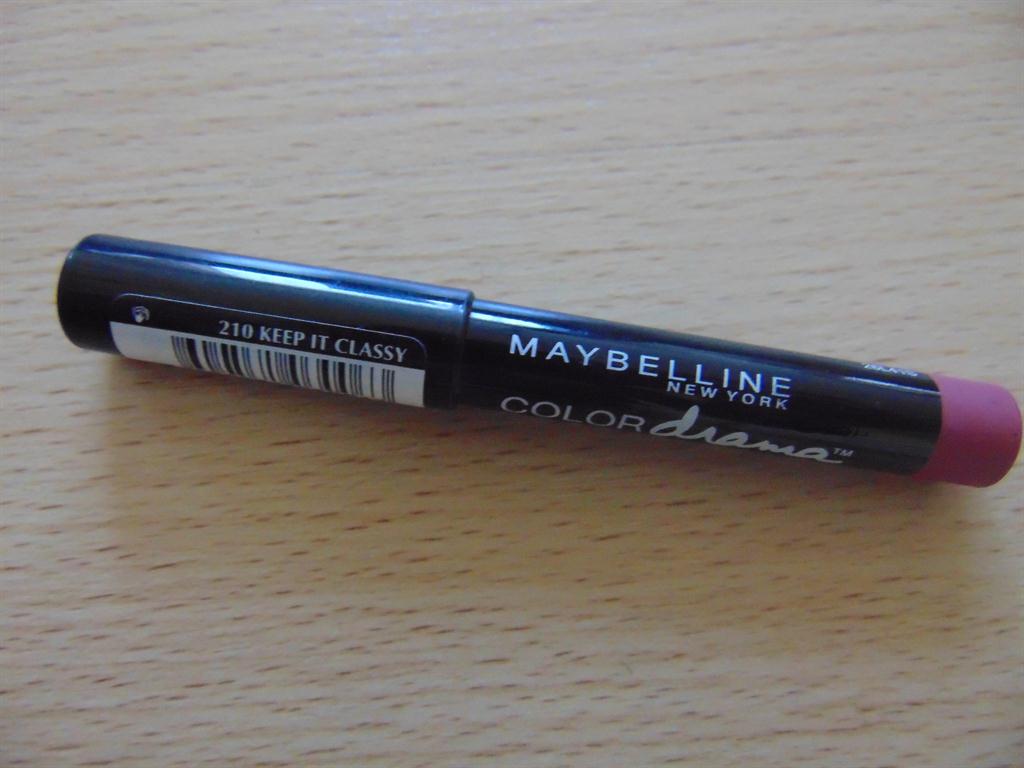 210 KEEP IT CLASSY
MAYBELLINE
NEW YORK
COLOR drama™